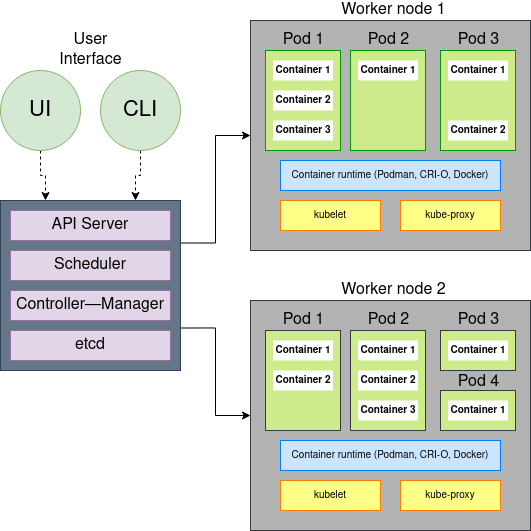 User
Interface
UI
CLI
API Server
Scheduler
Controller—Manager
etcd
Worker node 1
Pod 1
Pod 2
Pod 3
Container 1
Container 2
Container 3
Container 1
Container 1
Container 2
Container runtime (Podman, CRI-O, Docker)
kubelet
kube-proxy
Worker node 2
Pod 1
Pod 2
Pod 3
Container 1
Container 2
Container 1
Container 2
Container 3
Container 1
Pod 4
Container 1
Container runtime (Podman, CRI-O, Docker)
kubelet
kube-proxy